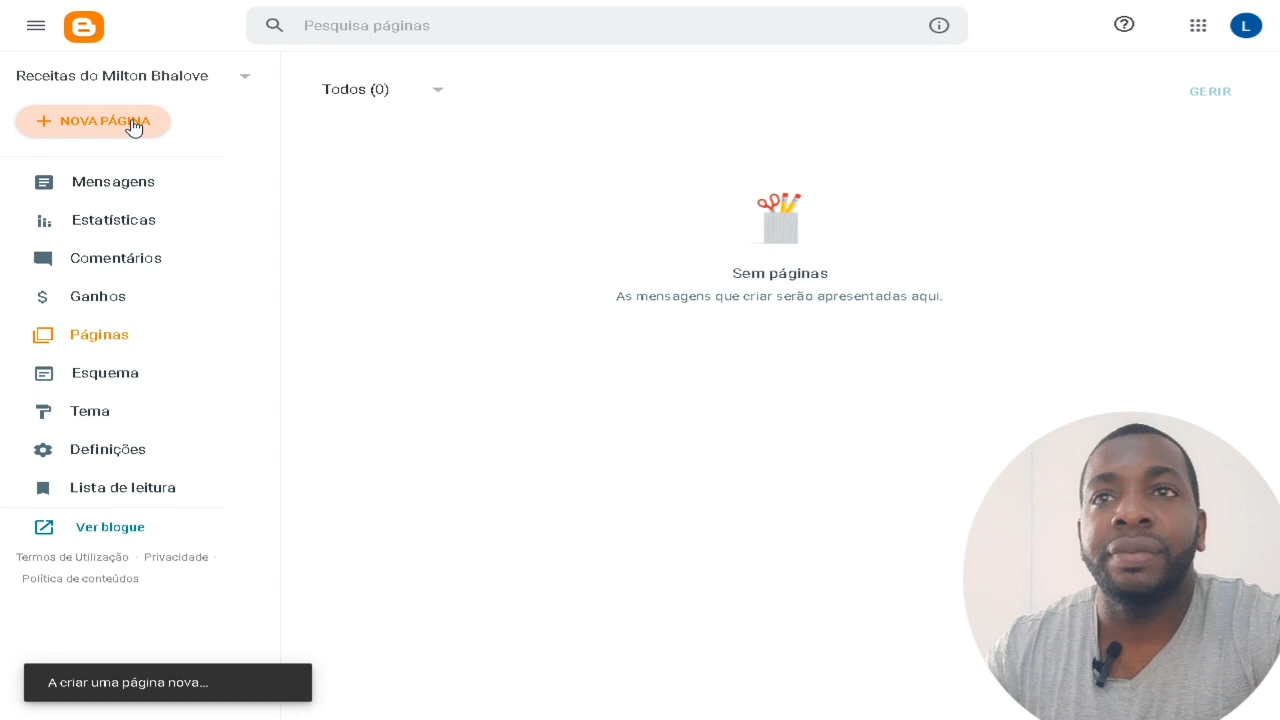 Pesquisa páginas
L
Receitas do Milton Bhalove
Todos (0)
GERIR
NOVA PÁGINA
Mensagens
Estatísticas
Comentários
Ganhos
Páginas
Esquema
Tema
Definições
Lista de leitura
Ver blogue
Termos de Utilização · Privacidade ·
Política de conteúdos
Sem páginas
As mensagens que criar serão apresentadas aqui.
A criar uma página nova...